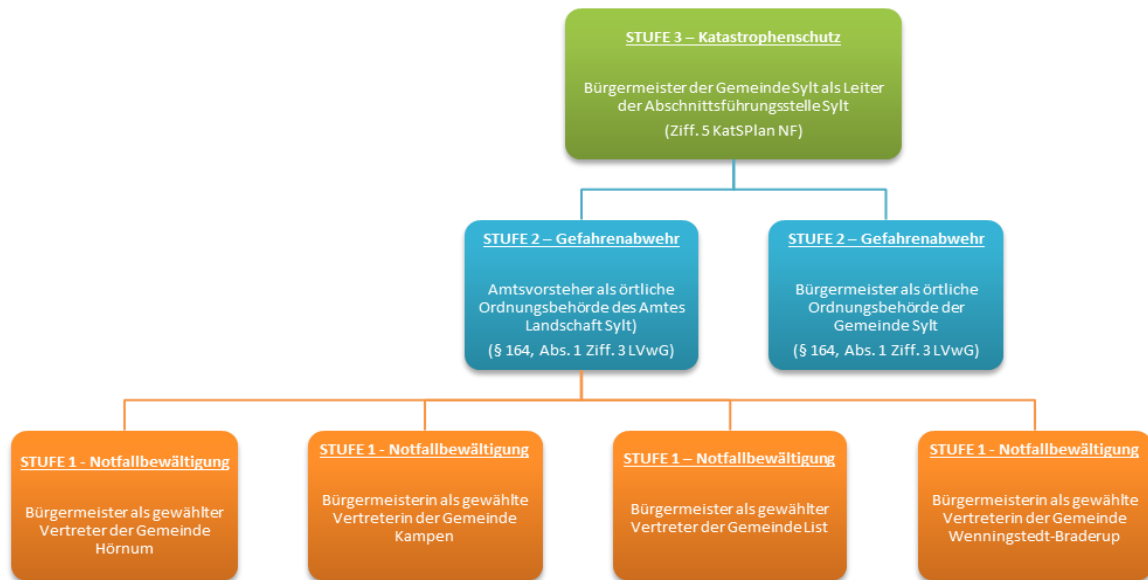 STUFE 3 – Katastrophenschutz
Bürgermeister der Gemeinde Sylt als Leiter
der Abschnittsführungsstelle Sylt
(Ziff. 5 KatSPlan NF)
STUFE 2 – Gefahrenabwehr
Amtsvorsteher als örtliche
Ordnungsbehörde des Amtes
Landschaft Sylt)
(§ 164, Abs. 1 Ziff. 3 LVwG)
STUFE 2 – Gefahrenabwehr
Bürgermeister als örtliche
Ordnungsbehörde der
Gemeinde Sylt
(§ 164, Abs. 1 Ziff. 3 LVwG)
STUFE 1 - Notfallbewältigung
Bürgermeister als gewählter
Vertreter der Gemeinde
Hörnum
STUFE 1 - Notfallbewältigung
Bürgermeisterin als gewählte
Vertreterin der Gemeinde
Kampen
STUFE 1 – Notfallbewältigung
Bürgermeister als gewählter
Vertreter der Gemeinde List
STUFE 1 - Notfallbewältigung
Bürgermeisterin als gewählte
Vertreterin der Gemeinde
Wenningstedt-Braderup